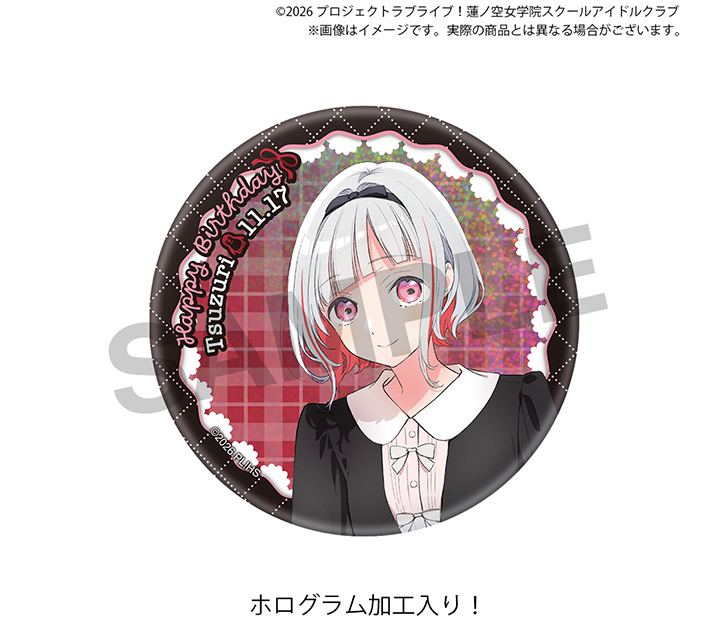 ©2026 プロジェクトラブライブ！蓮ノ空女学院スクールアイドルクラブ
※画像はイメージです。実際の商品とは異なる場合がございます。
Happy Birthday
Tsuzuri 11.17
SAMPLE
©2026 PLIHS
ホログラム加工入り！